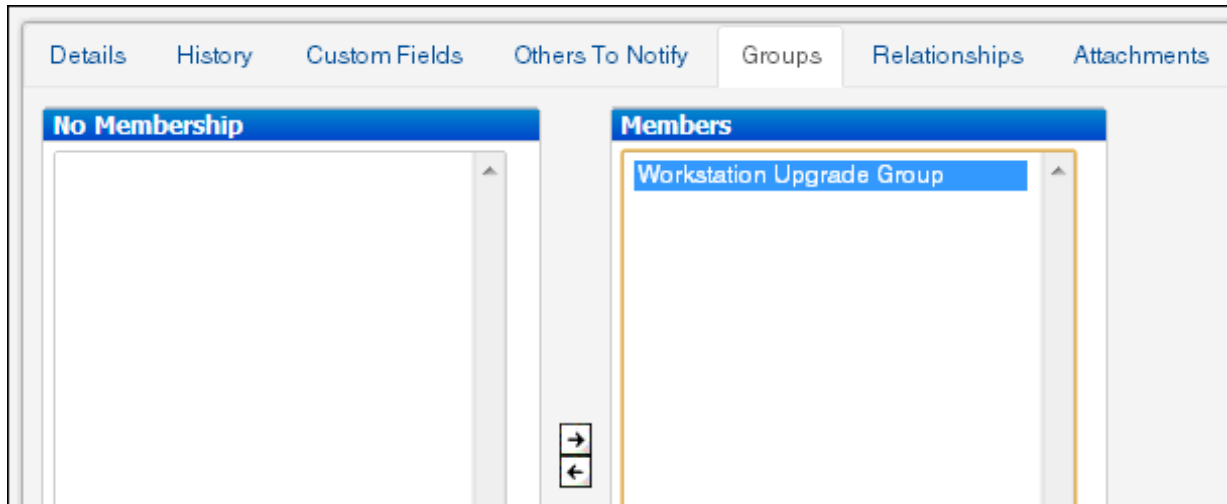 Details History Custom Fields Others To Notify Groups Relationships Attachments
No Membership
Members
Workstation Upgrade Group